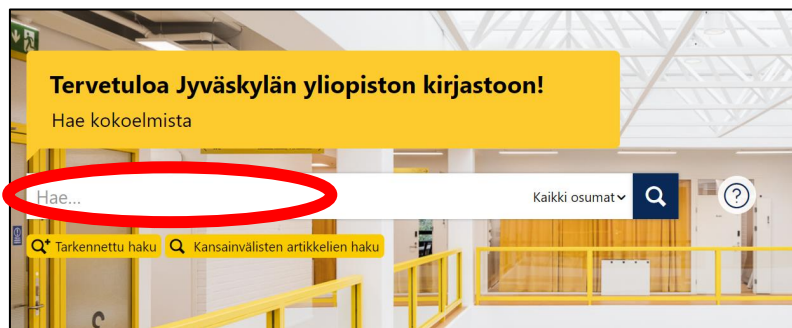 Tervetuloa Jyväskylän yliopiston kirjastoon!
Hae kokoelmista
Hae...
Kaikki osumat
?
Tarkennettu haku
Kansainvälisten artikkelien haku